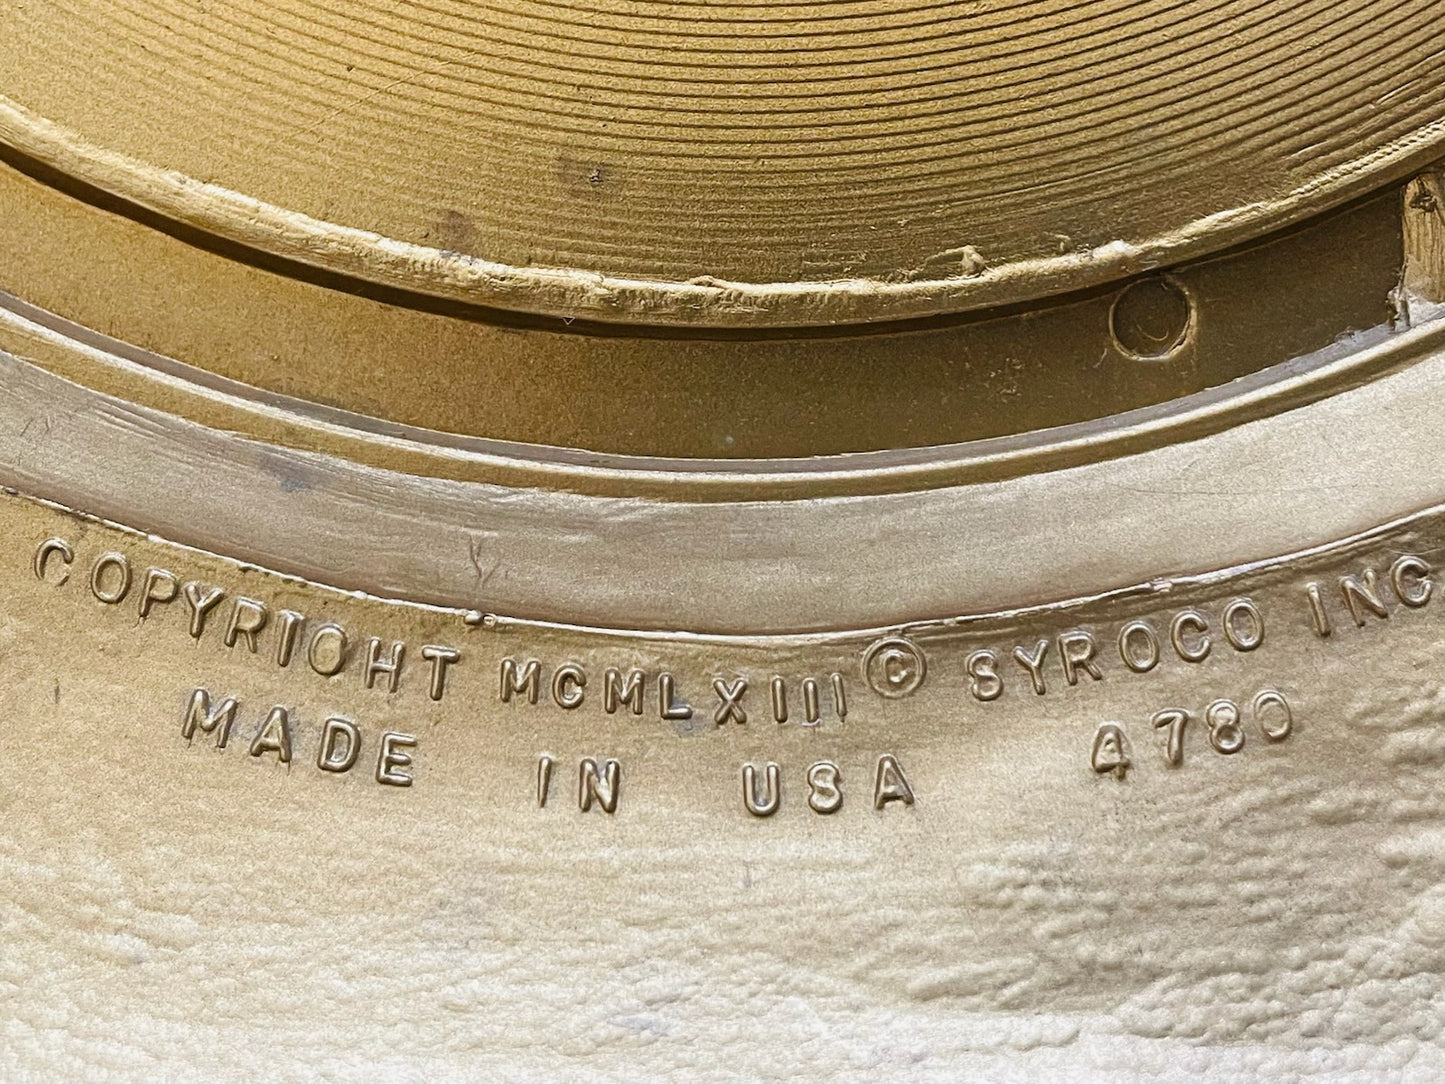 COPYRIGHT MCMLXIII © SYROCO INC
MADE IN USA 4780